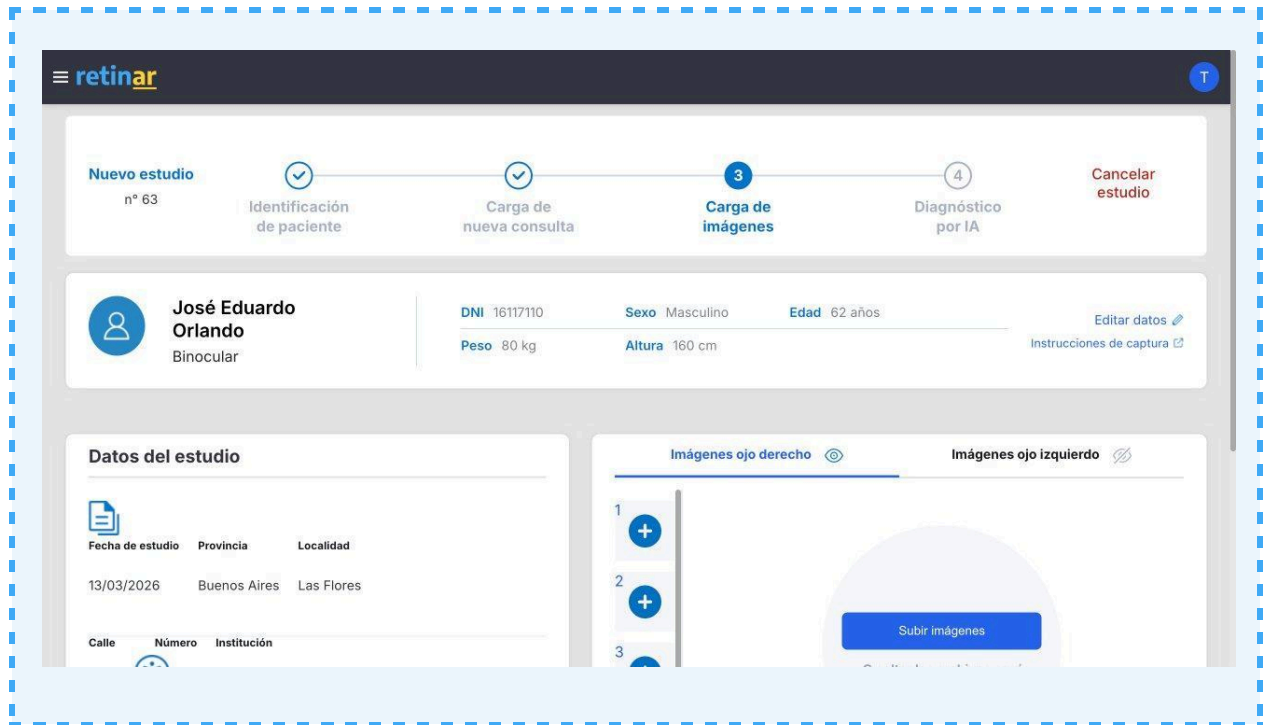 retinar
T
Nuevo estudio
n° 63
Identificación
de paciente
Carga de
nueva consulta
3
Carga de
imágenes
4
Diagnóstico
por IA
Cancelar
estudio
José Eduardo
Orlando
Binocular
DNI 16117110
Sexo Masculino
Edad 62 años
Peso 80 kg
Altura 160 cm
Editar datos
Instrucciones de captura
Datos del estudio
Fecha de estudio Provincia Localidad
13/03/2026 Buenos Aires Las Flores
Calle Número Institución
Imágenes ojo derecho
Imágenes ojo izquierdo
1
2
3
Subir imágenes